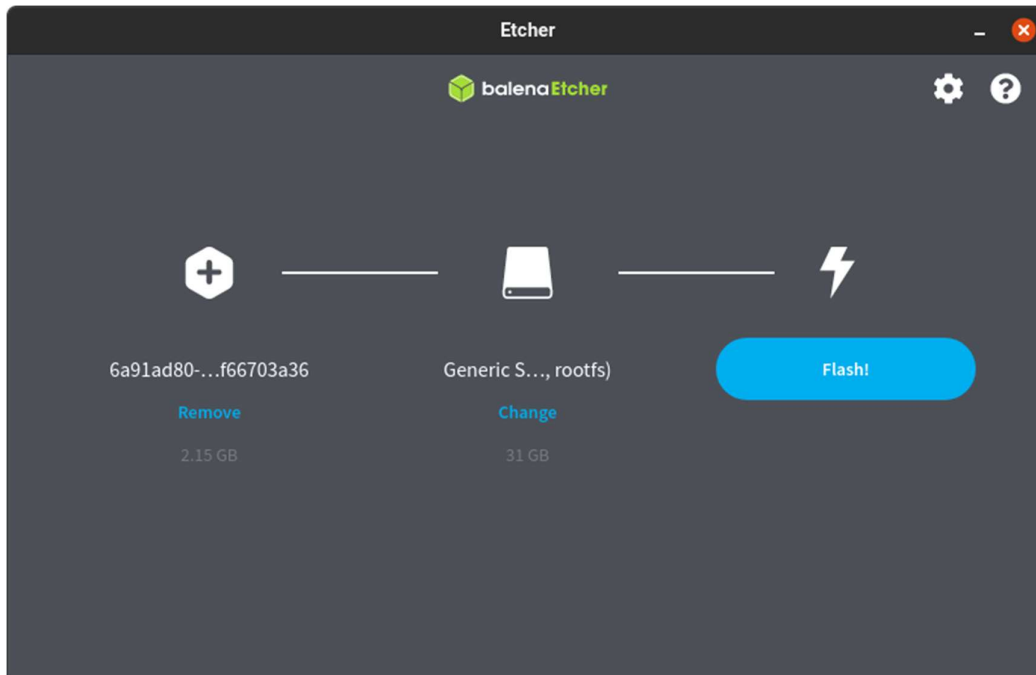 Etcher
balenaEtcher
6a91ad80-...f66703a36
Generic S..., rootfs)
Flash!
Remove
Change
2.15 GB
31 GB